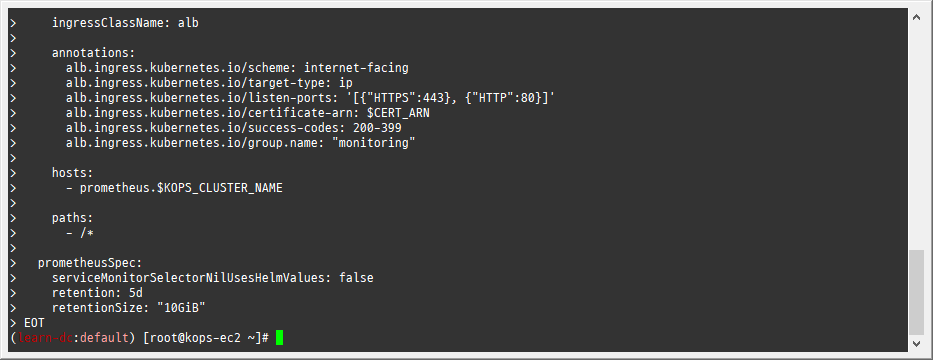 >     ingressClassName: alb
>
>     annotations:
>       alb.ingress.kubernetes.io/scheme: internet-facing
>       alb.ingress.kubernetes.io/target-type: ip
>       alb.ingress.kubernetes.io/listen-ports: '[{"HTTPS":443}, {"HTTP":80}]'
>       alb.ingress.kubernetes.io/certificate-arn: $CERT_ARN
>       alb.ingress.kubernetes.io/success-codes: 200-399
>       alb.ingress.kubernetes.io/group.name: "monitoring"
>
>     hosts:
>       - prometheus.$KOPS_CLUSTER_NAME
>
>     paths:
>       - /*
>
>   prometheusSpec:
>     serviceMonitorSelectorNilUsesHelmValues: false
>     retention: 5d
>     retentionSize: "10GiB"
> EOT
(:default) [root@kops-ec2 ~]#